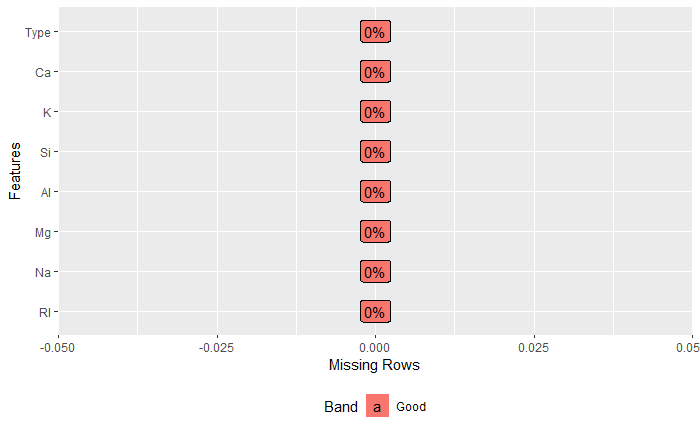 Features
Type 0%
Ca 0%
K 0%
Si 0%
Al 0%
Mg 0%
Na 0%
RI 0%
-0.050 -0.025 0.000 0.025 0.05
Missing Rows
Band a Good